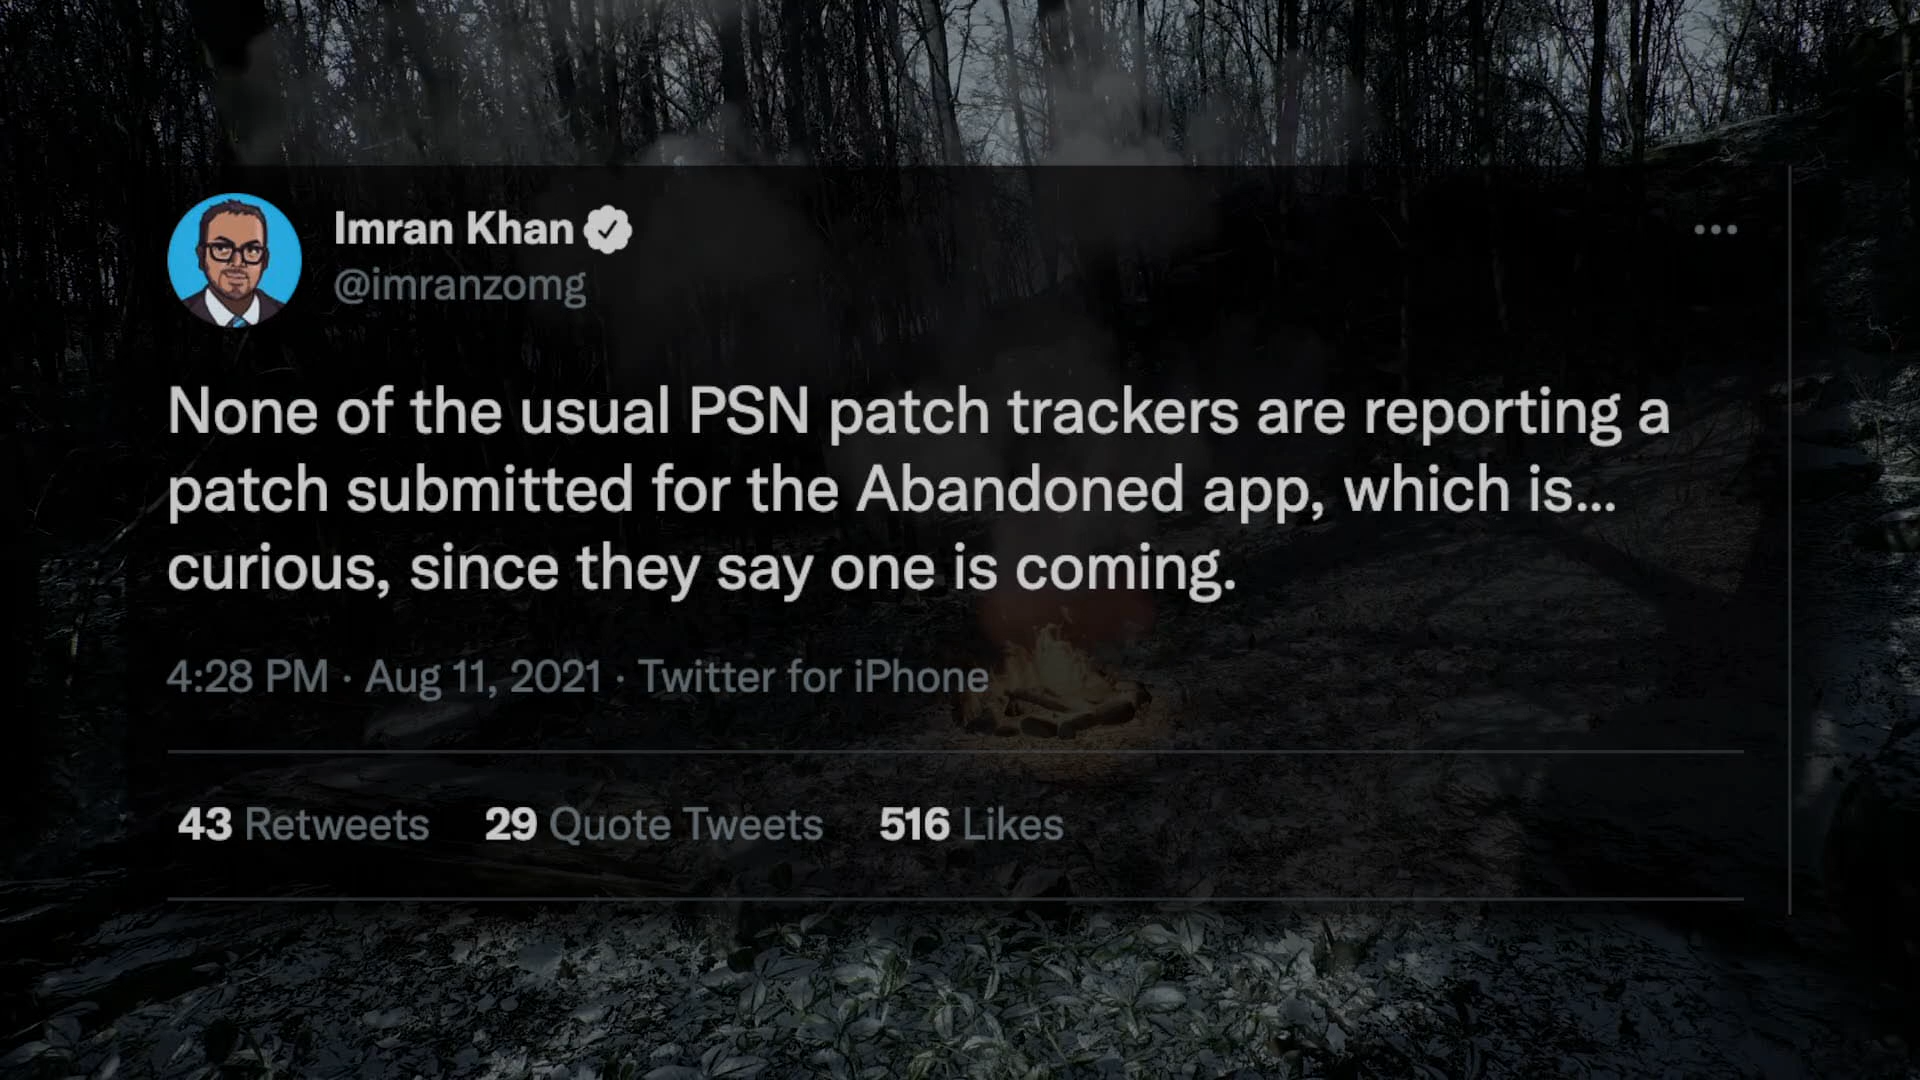 Imran Khan
@imranzomg
None of the usual PSN patch trackers are reporting a
patch submitted for the Abandoned app, which is...
curious, since they say one is coming.
4:28 PM · Aug 11, 2021 · Twitter for iPhone
43 Retweets 29 Quote Tweets 516 Likes